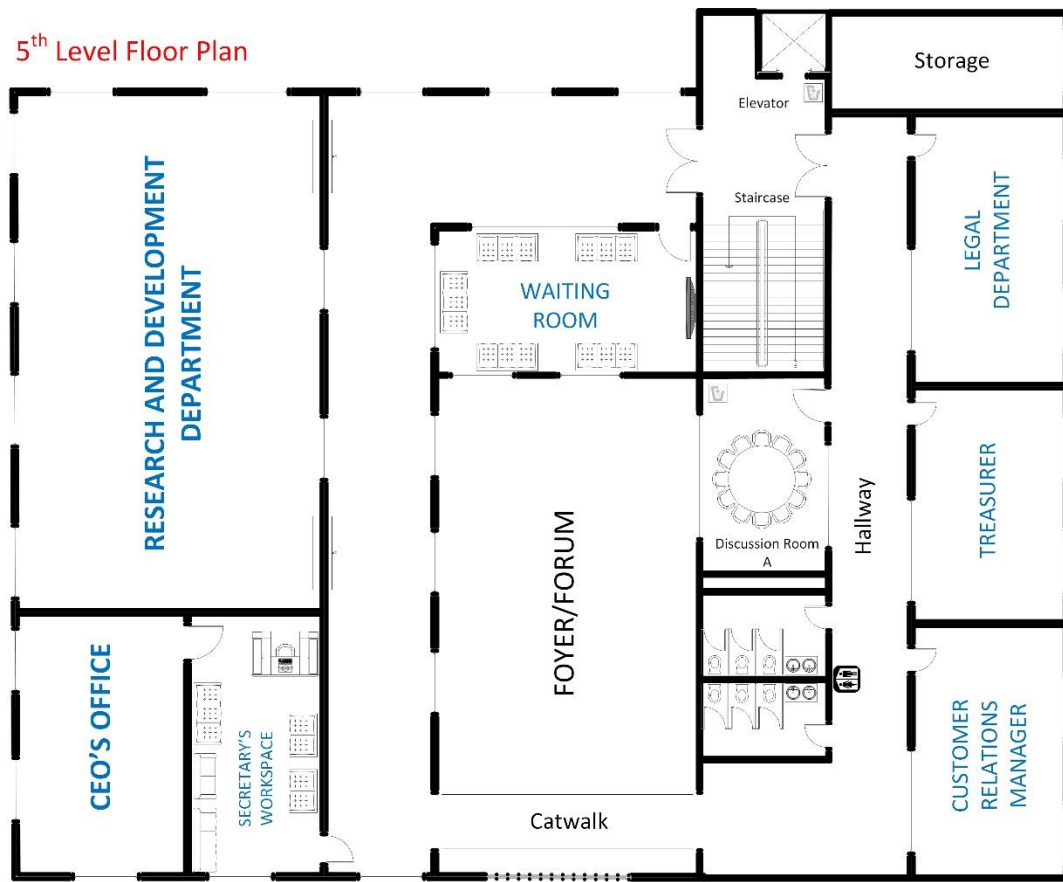 5th Level Floor Plan
Storage
Elevator
Staircase
RESEARCH AND DEVELOPMENT
DEPARTMENT
WAITING
ROOM
LEGAL
DEPARTMENT
FOYER/FORUM
Discussion Room
A
Hallway
TREASURER
CEO'S OFFICE
SECRETARY'S
WORKSPACE
CUSTOMER
RELATIONS
MANAGER
Catwalk